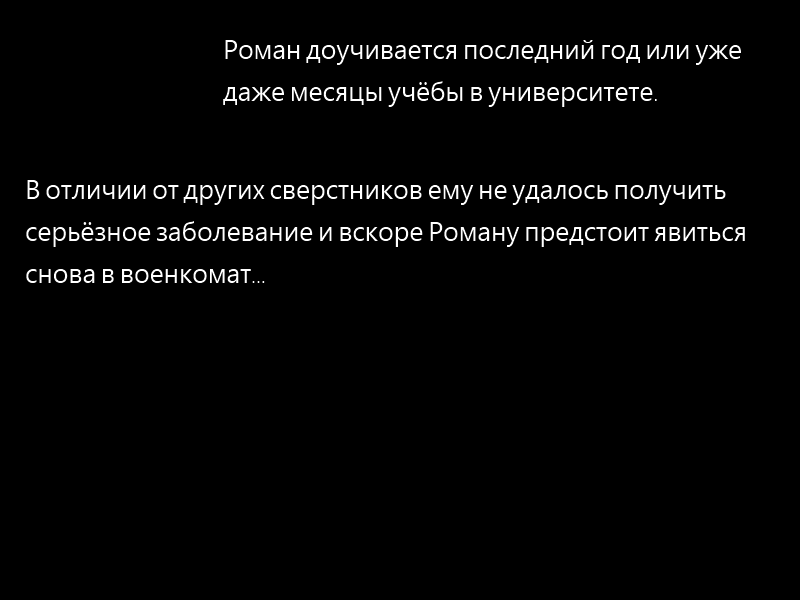 Роман доучивается последний год или уже
даже месяцы учёбы в университете.
В отличии от других сверстников ему не удалось получить
серьёзное заболевание и вскоре Роману предстоит явиться
снова в военкомат...